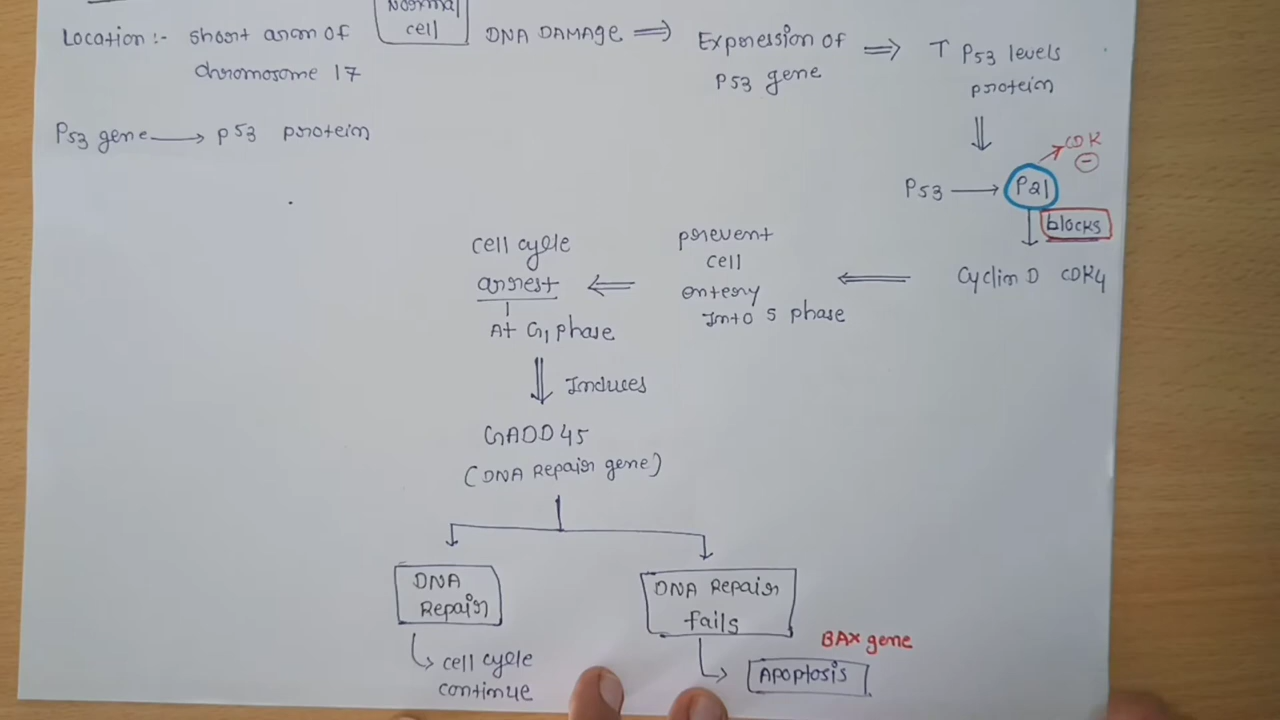 Normal
cell
Location :- short arm of
chromosome 17
DNA DAMAGE ⇒
Expression of
P53 gene
⇒ ↑ P53 levels
protein
P53 gene → p53 protein
CDK
P53 → P21
blocks
Cyclin D CDK4
prevent
cell
entery
Into S phase
cell cycle
arrest
At G1 phase
Induces
GADD45
(DNA Repair gene)
DNA
Repair
cell cycle
continue
DNA Repair
fails
BAX gene
Apoptosis